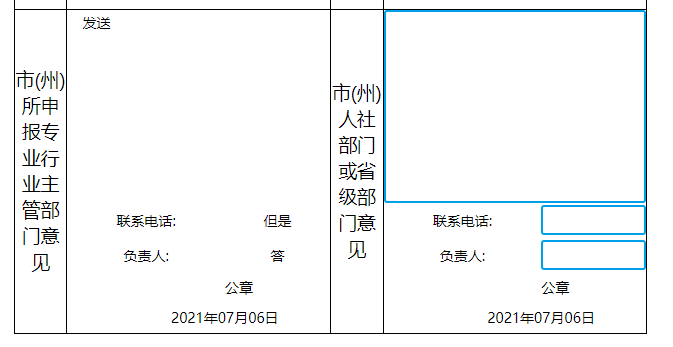 市(州)
所申
报专
业行
业主
管部
门意
见
发送
联系电话:
但是
负责人:
答
公章
2021年07月06日
市(州)
人社
部门
或省
级部
门意
见
联系电话:
负责人:
公章
2021年07月06日